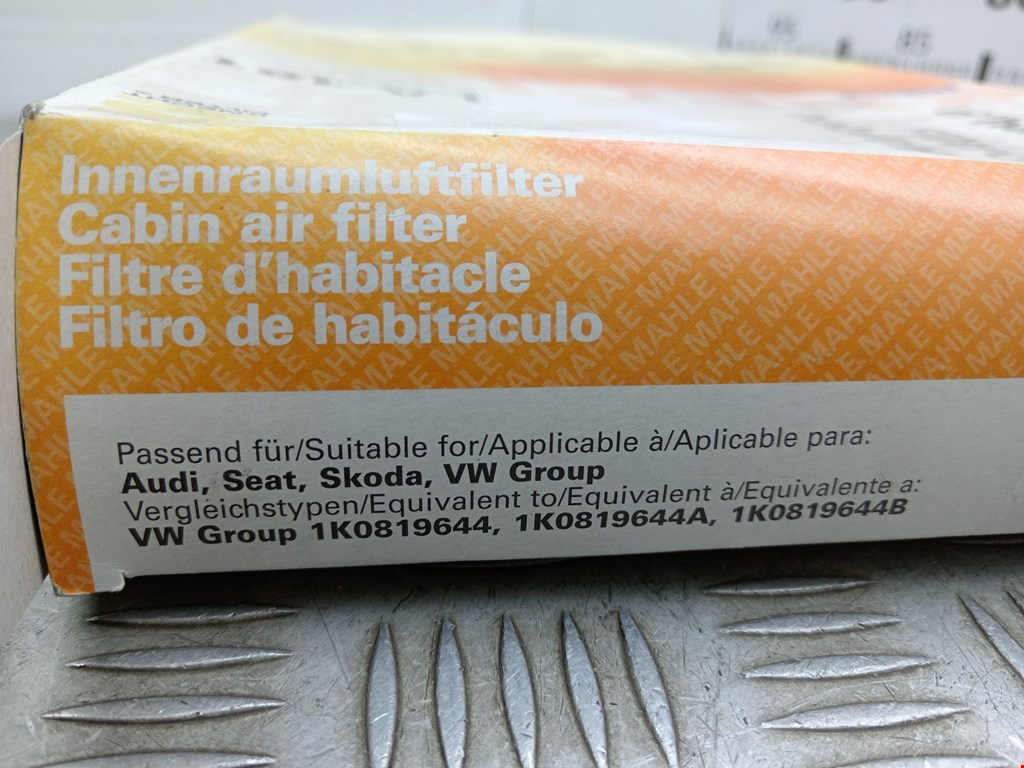 Innenraumluftfilter
Cabin air filter
Filtre d'habitacle
Filtro de habitáculo
Passend für/Suitable for/Applicable à/Aplicable para:
Audi, Seat, Skoda, VW Group
Vergleichstypen/Equivalent to/Equivalent à/Equivalente a:
VW Group 1K0819644, 1K0819644A, 1K0819644B